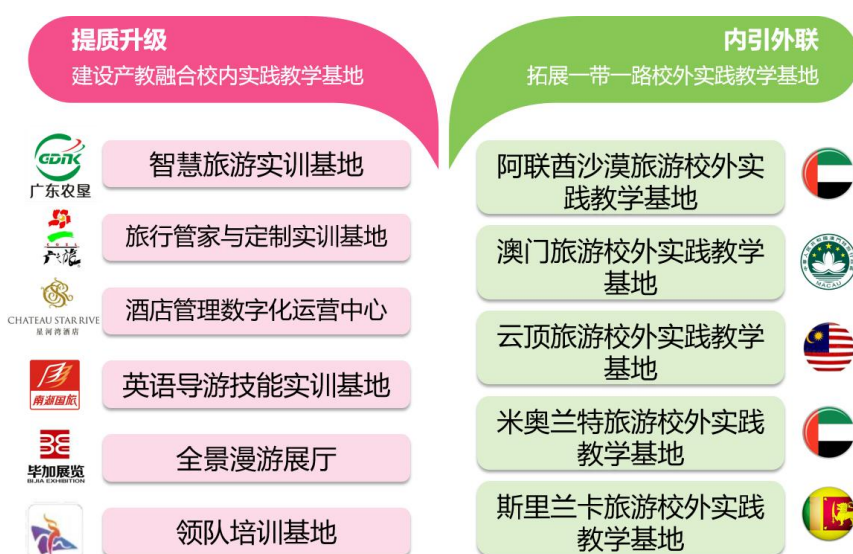 提质升级
建设产教融合校内实践教学基地
内引外联
拓展一带一路校外实践教学基地
GDNK
广东农垦
智慧旅游实训基地
广之旅
旅行管家与定制实训基地
CHATEAU STAR RIVE
星河湾酒店
酒店管理数字化运营中心
南湖国旅
英语导游技能实训基地
毕加展览
BIJIA EXHIBITION
全景漫游展厅
领队培训基地
阿联酋沙漠旅游校外实
践教学基地
澳门旅游校外实践教学
基地
MACAU
云顶旅游校外实践教学
基地
米奥兰特旅游校外实践
教学基地
斯里兰卡旅游校外实践
教学基地